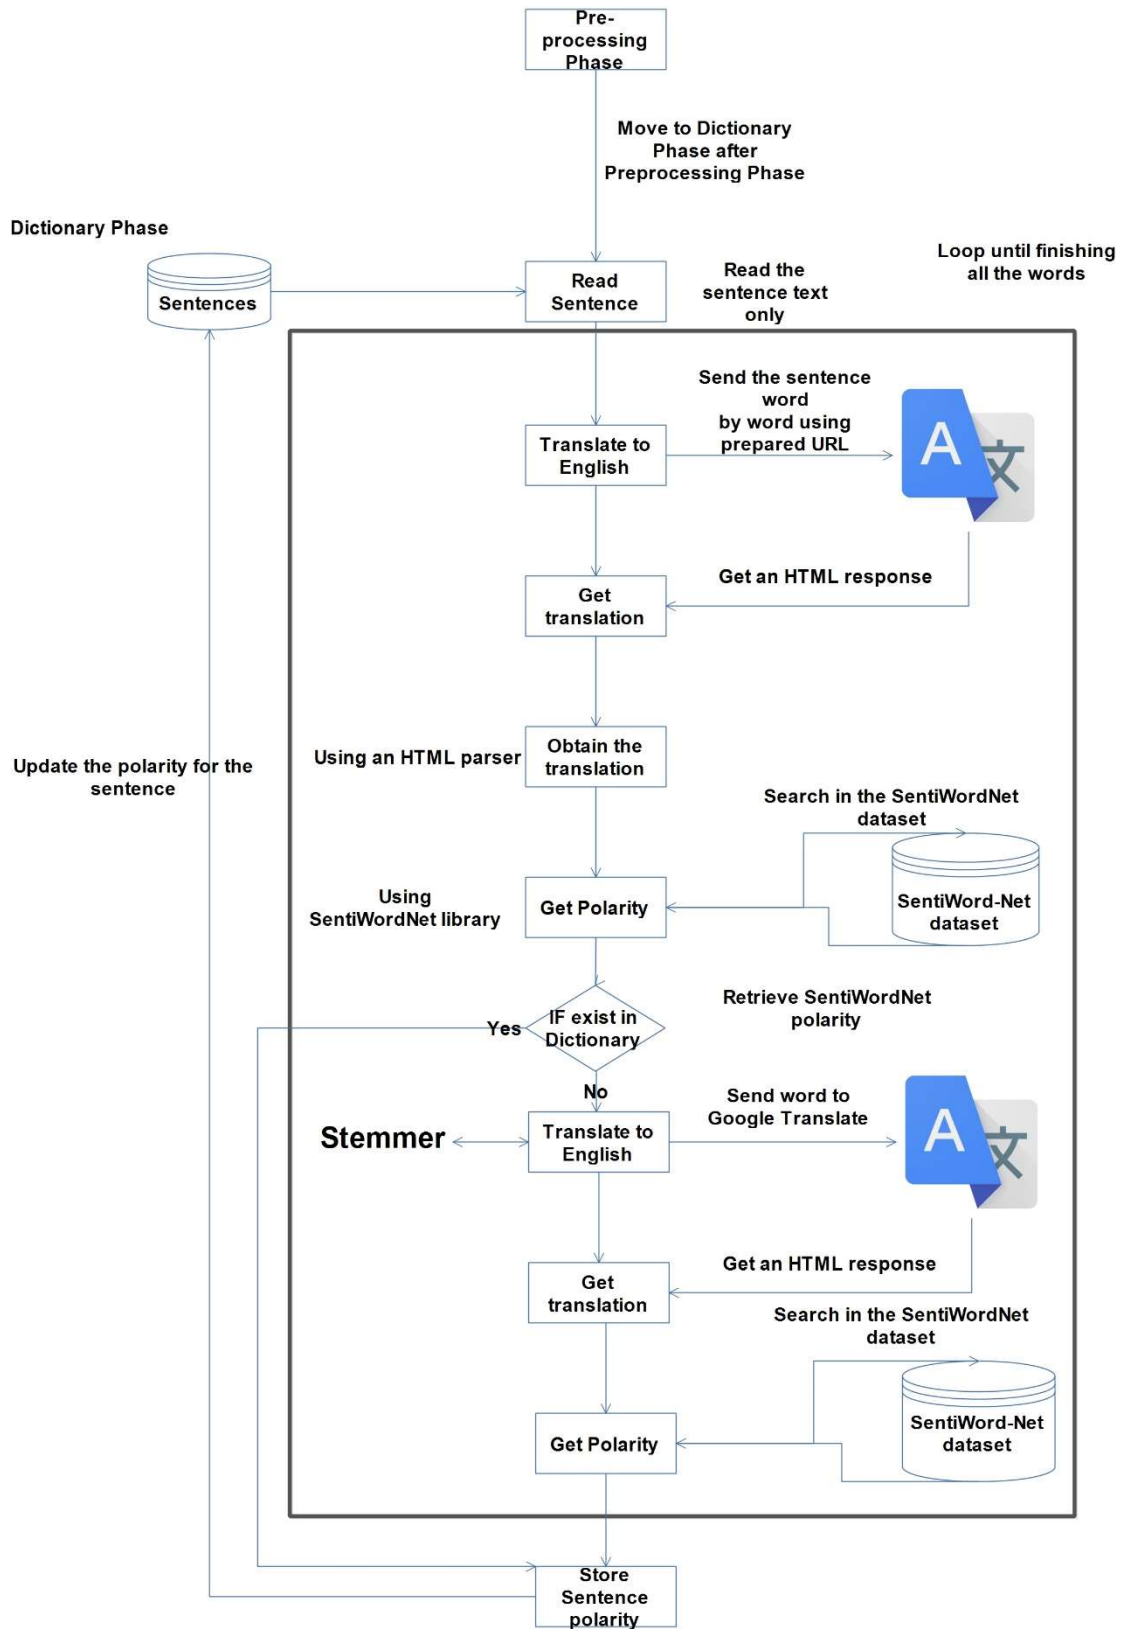 Pre-
processing
Phase
Move to Dictionary
Phase after
Preprocessing Phase
Dictionary Phase
Loop until finishing
all the words
Sentences
Read
Sentence
Read the
sentence text
only
Send the sentence
word
by word using
prepared URL
Translate to
English
A
文
Get an HTML response
Get
translation
Using an HTML parser
Obtain the
translation
Update the polarity for the
sentence
Search in the SentiWordNet
dataset
Using
SentiWordNet library
Get Polarity
SentiWord-Net
dataset
Retrieve SentiWordNet
polarity
Yes
IF exist in
Dictionary
No
Send word to
Google Translate
Stemmer
Translate to
English
A
文
Get an HTML response
Get
translation
Search in the SentiWordNet
dataset
Get Polarity
SentiWord-Net
dataset
Store
Sentence
polarity